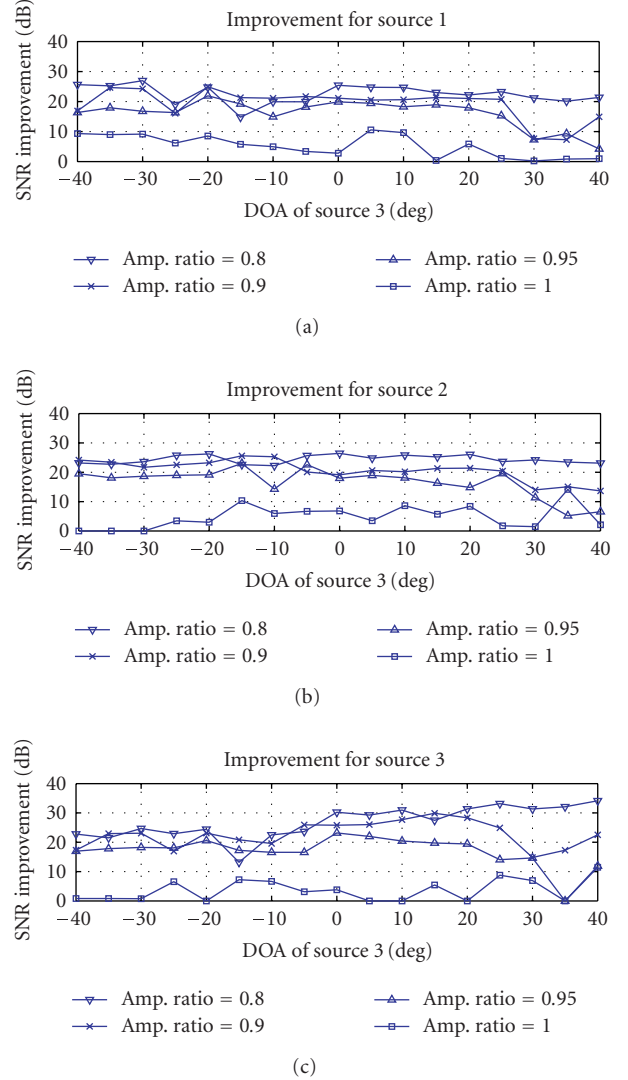 Improvement for source 1
SNR improvement (dB)
40
30
20
10
0
−40 −30 −20 −10 0 10 20 30 40
DOA of source 3 (deg)
Amp. ratio = 0.8
Amp. ratio = 0.9
Amp. ratio = 0.95
Amp. ratio = 1
(a)
Improvement for source 2
SNR improvement (dB)
40
30
20
10
0
−40 −30 −20 −10 0 10 20 30 40
DOA of source 3 (deg)
Amp. ratio = 0.8
Amp. ratio = 0.9
Amp. ratio = 0.95
Amp. ratio = 1
(b)
Improvement for source 3
SNR improvement (dB)
40
30
20
10
0
−40 −30 −20 −10 0 10 20 30 40
DOA of source 3 (deg)
Amp. ratio = 0.8
Amp. ratio = 0.9
Amp. ratio = 0.95
Amp. ratio = 1
(c)